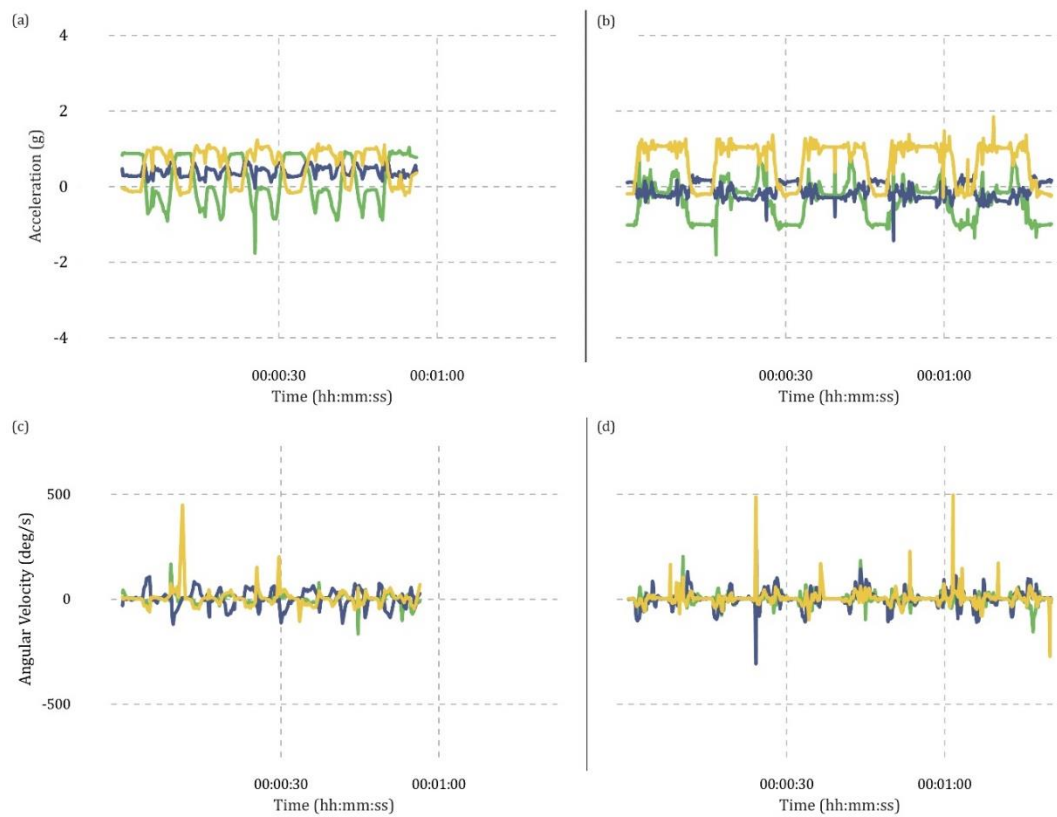 (a)
(b)
4
2
0
-2
-4
Acceleration (g)
00:00:30
00:01:00
00:00:30
00:01:00
Time (hh:mm:ss)
Time (hh:mm:ss)
(c)
(d)
500
0
-500
Angular Velocity (deg/s)
00:00:30
00:01:00
00:00:30
00:01:00
Time (hh:mm:ss)
Time (hh:mm:ss)